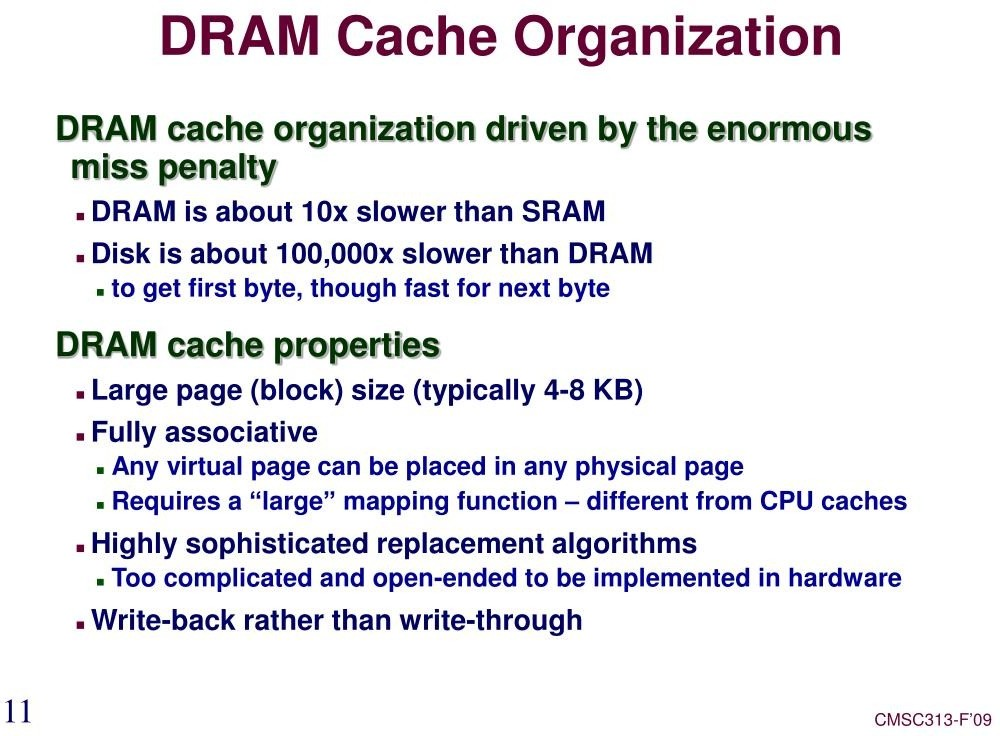 DRAM Cache Organization
DRAM cache organization driven by the enormous
miss penalty
DRAM is about 10x slower than SRAM
Disk is about 100,000x slower than DRAM
to get first byte, though fast for next byte
DRAM cache properties
Large page (block) size (typically 4-8 KB)
Fully associative
Any virtual page can be placed in any physical page
Requires a “large” mapping function – different from CPU caches
Highly sophisticated replacement algorithms
Too complicated and open-ended to be implemented in hardware
Write-back rather than write-through
11
CMSC313-F’09